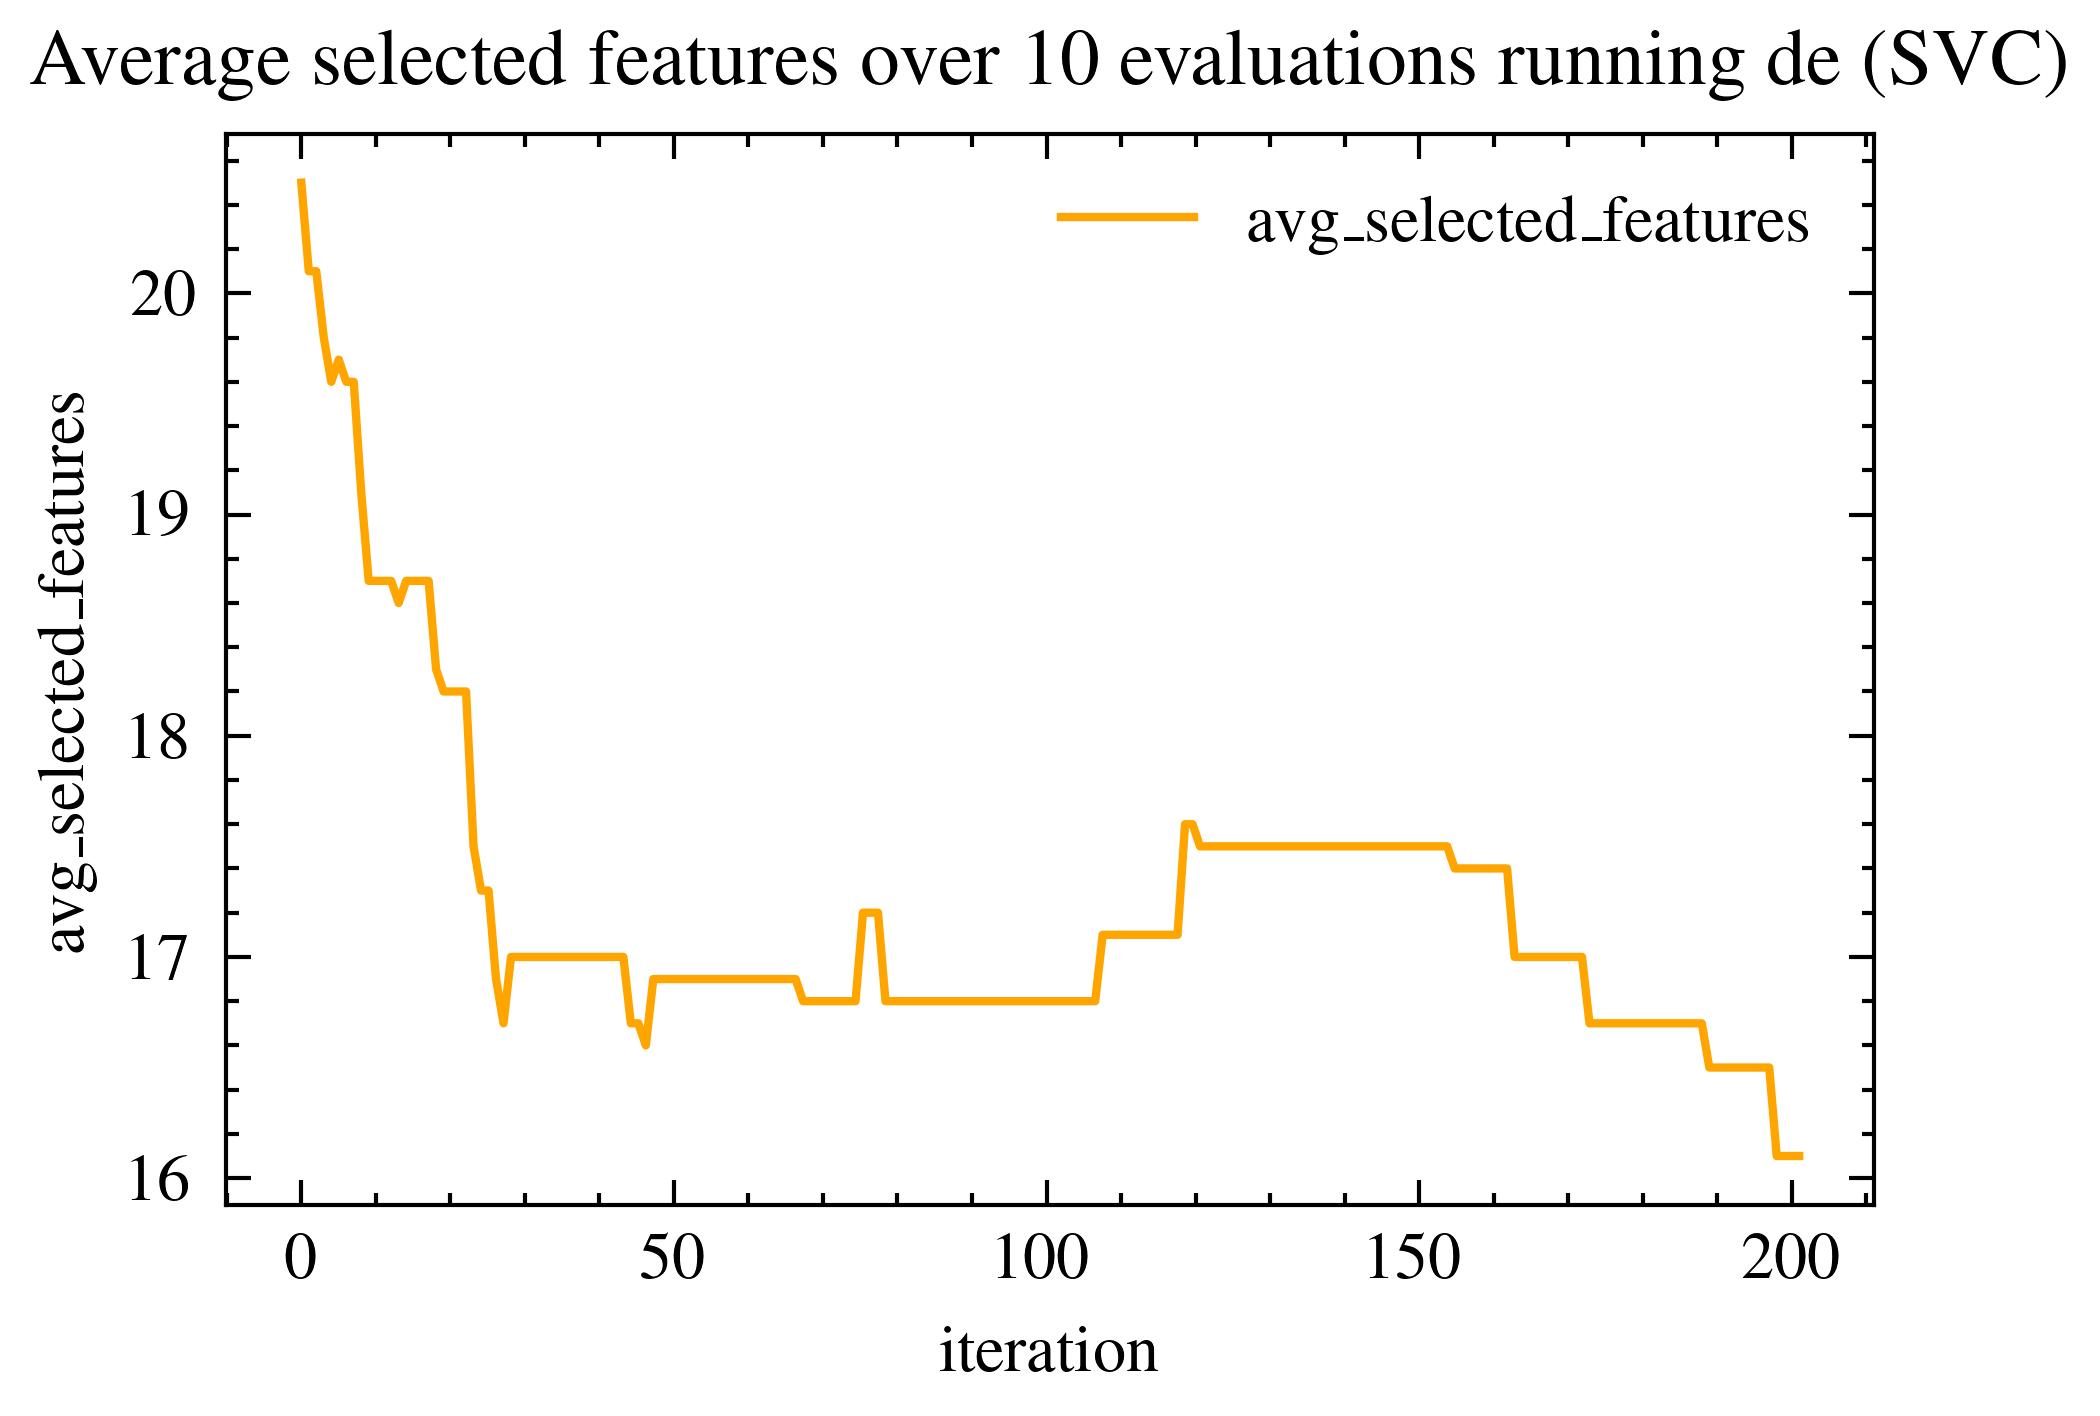 Average selected features over 10 evaluations running de (SVC)
avg_selected_features
avg_selected_features
20
19
18
17
16
0 50 100 150 200
iteration